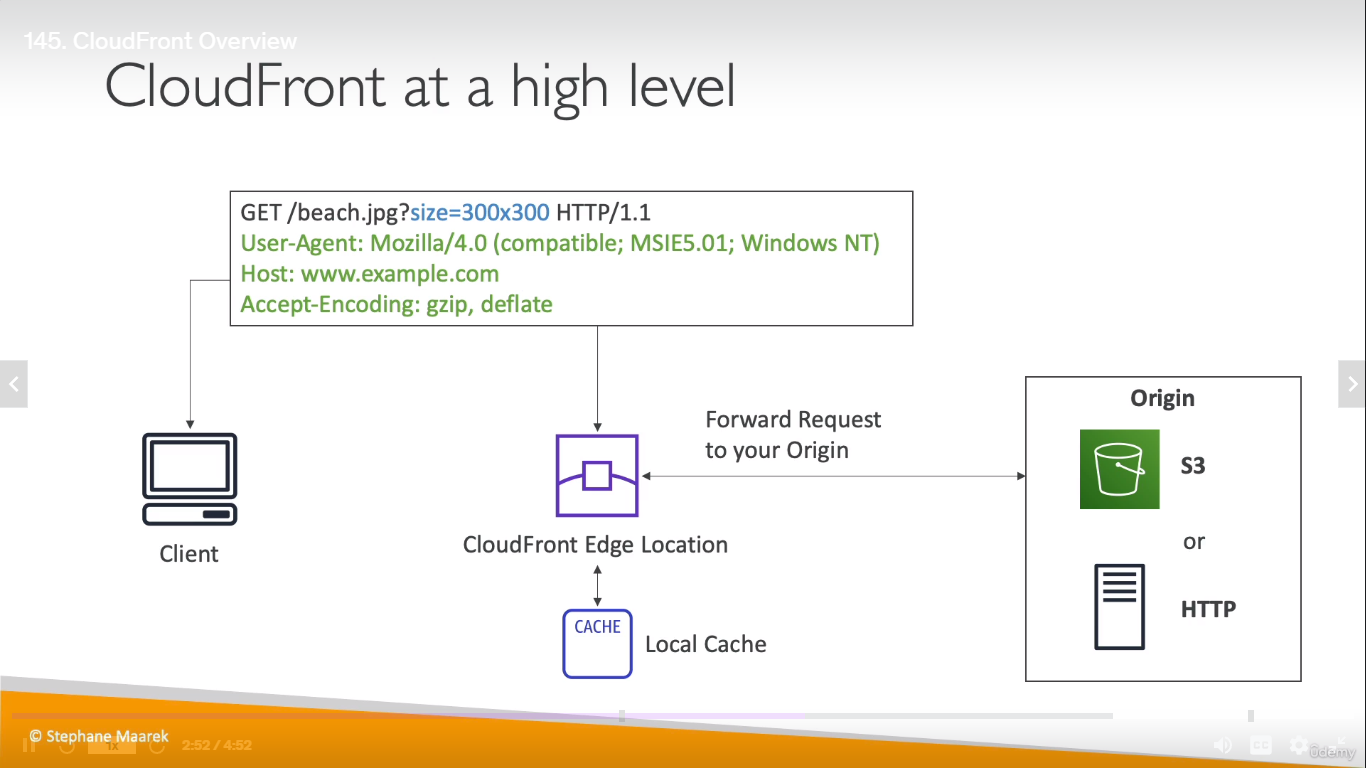 145. CloudFront Overview
CloudFront at a high level
GET /beach.jpg?size=300x300 HTTP/1.1
User-Agent: Mozilla/4.0 (compatible; MSIE5.01; Windows NT)
Host: www.example.com
Accept-Encoding: gzip, deflate
Client
CloudFront Edge Location
CACHE
Local Cache
Forward Request
to your Origin
Origin
S3
or
HTTP
© Stephane Maarek
1x
2:52 / 4:52
CC
ûdemy